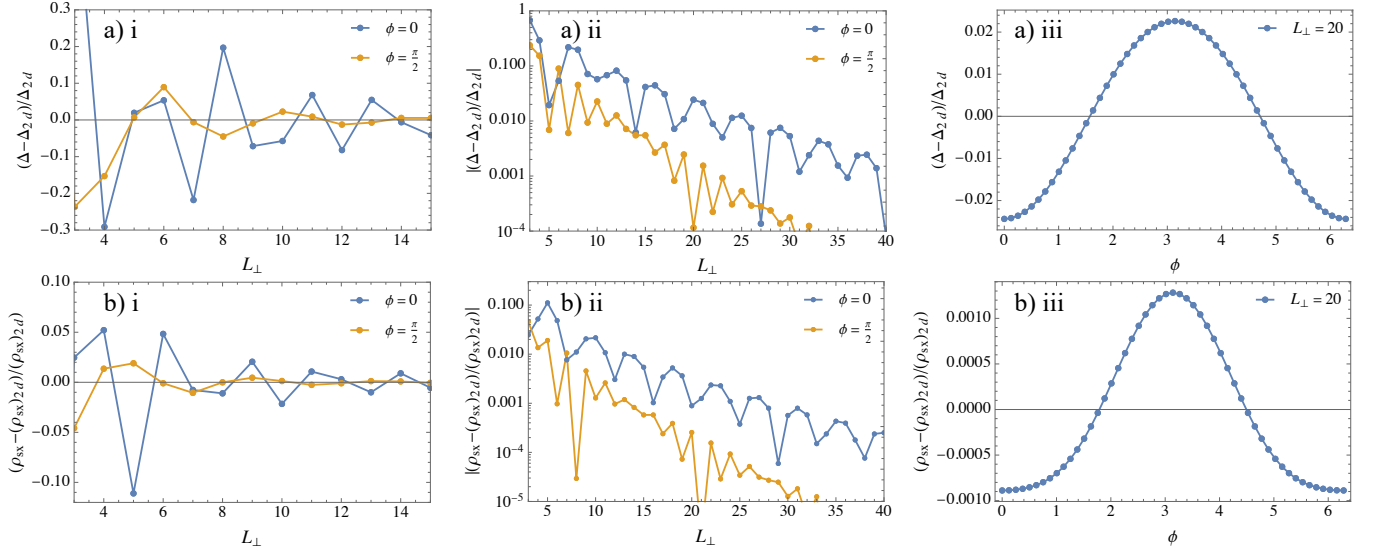 a) i
ϕ = 0
ϕ = π/2
0.3
0.2
0.1
0.0
-0.1
-0.2
-0.3
4 6 8 10 12 14
L⊥
(Δ−Δ2d)/Δ2d
a) ii
ϕ = 0
ϕ = π/2
1
0.100
0.010
0.001
10⁻⁴
5 10 15 20 25 30 35 40
L⊥
|(Δ−Δ2d)/Δ2d|
a) iii
L⊥ = 20
0.02
0.01
0.00
-0.01
-0.02
0 1 2 3 4 5 6
ϕ
(Δ−Δ2d)/Δ2d
b) i
ϕ = 0
ϕ = π/2
0.10
0.05
0.00
-0.05
-0.10
4 6 8 10 12 14
L⊥
(ρsx−(ρsx)2d)/(ρsx)2d)
b) ii
ϕ = 0
ϕ = π/2
0.100
0.010
0.001
10⁻⁴
10⁻⁵
5 10 15 20 25 30 35 40
L⊥
|(ρsx−(ρsx)2d)/(ρsx)2d)|
b) iii
L⊥ = 20
0.0010
0.0005
0.0000
-0.0005
-0.0010
0 1 2 3 4 5 6
ϕ
(ρsx−(ρsx)2d)/(ρsx)2d)